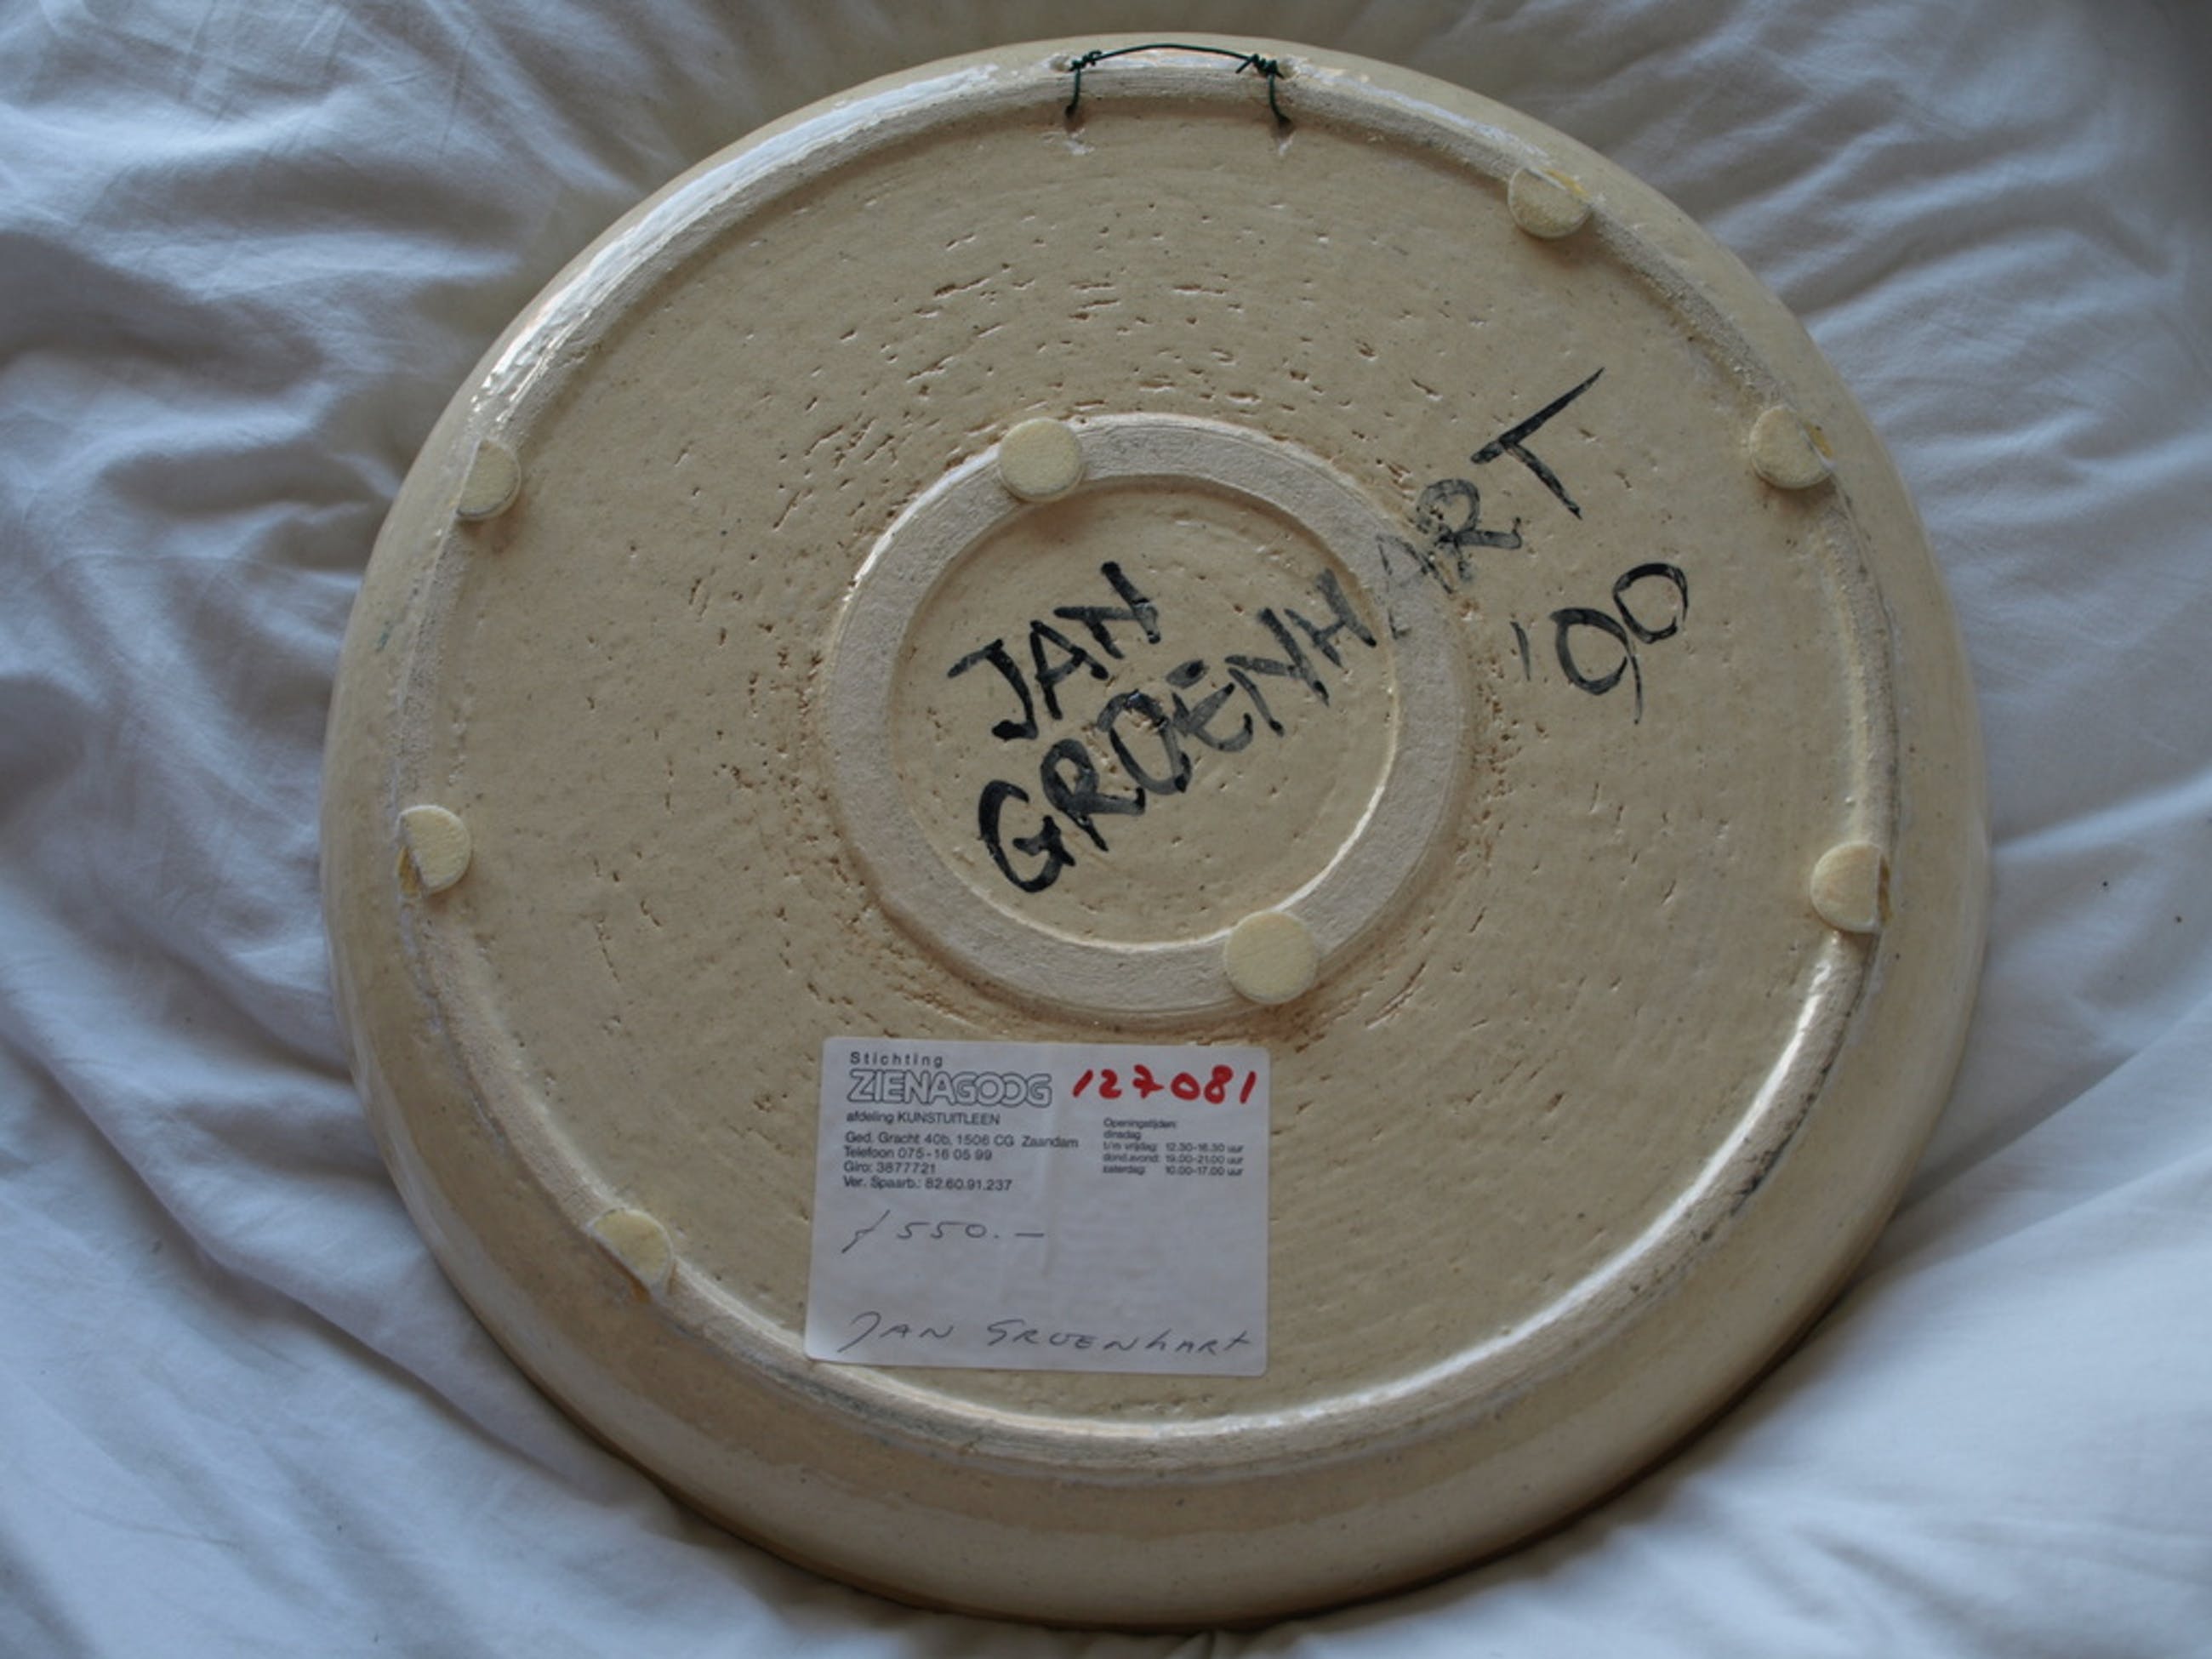 JAN
GROENHART
'90
Stichting
ZIENAGOOG
127081
afdeling KUNSTUITLEEN
Ged. Gracht 40b, 1506 CG Zaandam
Telefoon 075-16 05 99
Giro: 3877721
Ver. Spaarb.: 82.60.91.237
Openingstijden:
dinsdag
t/m vrijdag: 12.30-16.30 uur
dond.avond: 19.00-21.00 uur
zaterdag: 10.00-17.00 uur
ƒ 550.—
JAN GROENhART